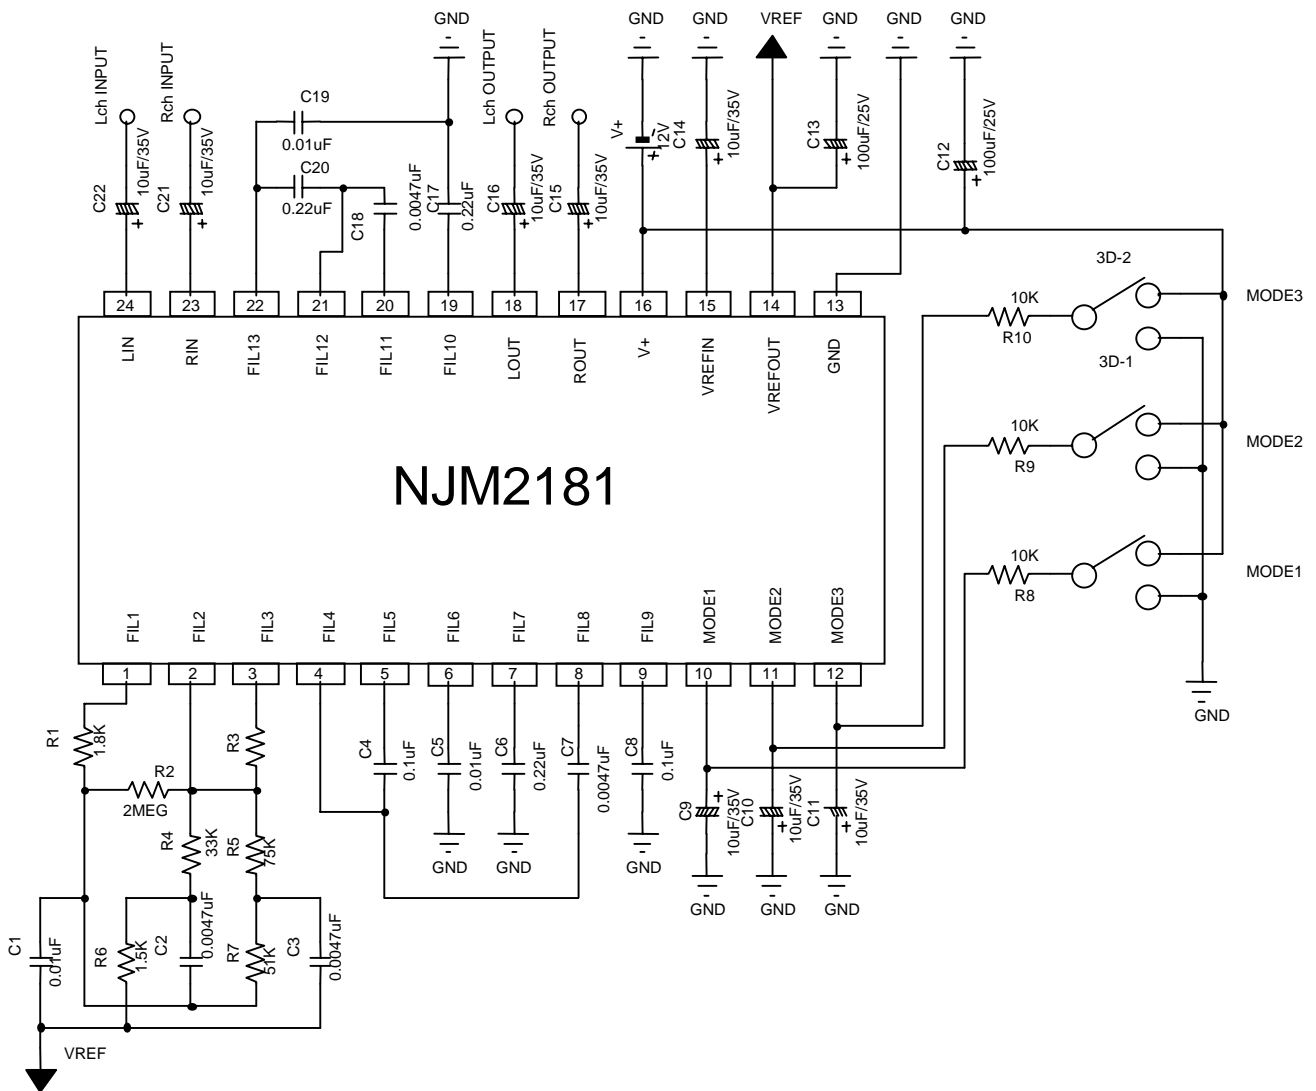 GND
GND
GND
VREF
GND
GND
GND
Lch INPUT
Rch INPUT
C19
0.01uF
C20
0.22uF
Lch OUTPUT
Rch OUTPUT
V+
12V
- +
C14
10uF/35V
+
C13
100uF/25V
+
C12
100uF/25V
+
C22
10uF/35V
+
C21
10uF/35V
+
C18
0.0047uF
C17
0.22uF
C16
10uF/35V
+
C15
10uF/35V
+
24
23
22
21
20
19
18
17
16
15
14
13
LIN
RIN
FIL13
FIL12
FIL11
FIL10
LOUT
ROUT
V+
VREFIN
VREFOUT
GND
3D-2
10K
R10
3D-1
MODE3
10K
R9
MODE2
10K
R8
MODE1
GND
NJM2181
FIL1
FIL2
FIL3
FIL4
FIL5
FIL6
FIL7
FIL8
FIL9
MODE1
MODE2
MODE3
1
2
3
4
5
6
7
8
9
10
11
12
R1
1.8K
R2
2MEG
R3
R4
33K
R5
75K
C4
0.1uF
C5
0.01uF
C6
0.22uF
C7
0.0047uF
C8
0.1uF
C9
+
10uF/35V
C10
+
10uF/35V
C11
+
10uF/35V
GND
GND
GND
GND
GND
GND
C1
0.01uF
R6
1.5K
C2
0.0047uF
R7
51K
C3
0.0047uF
VREF